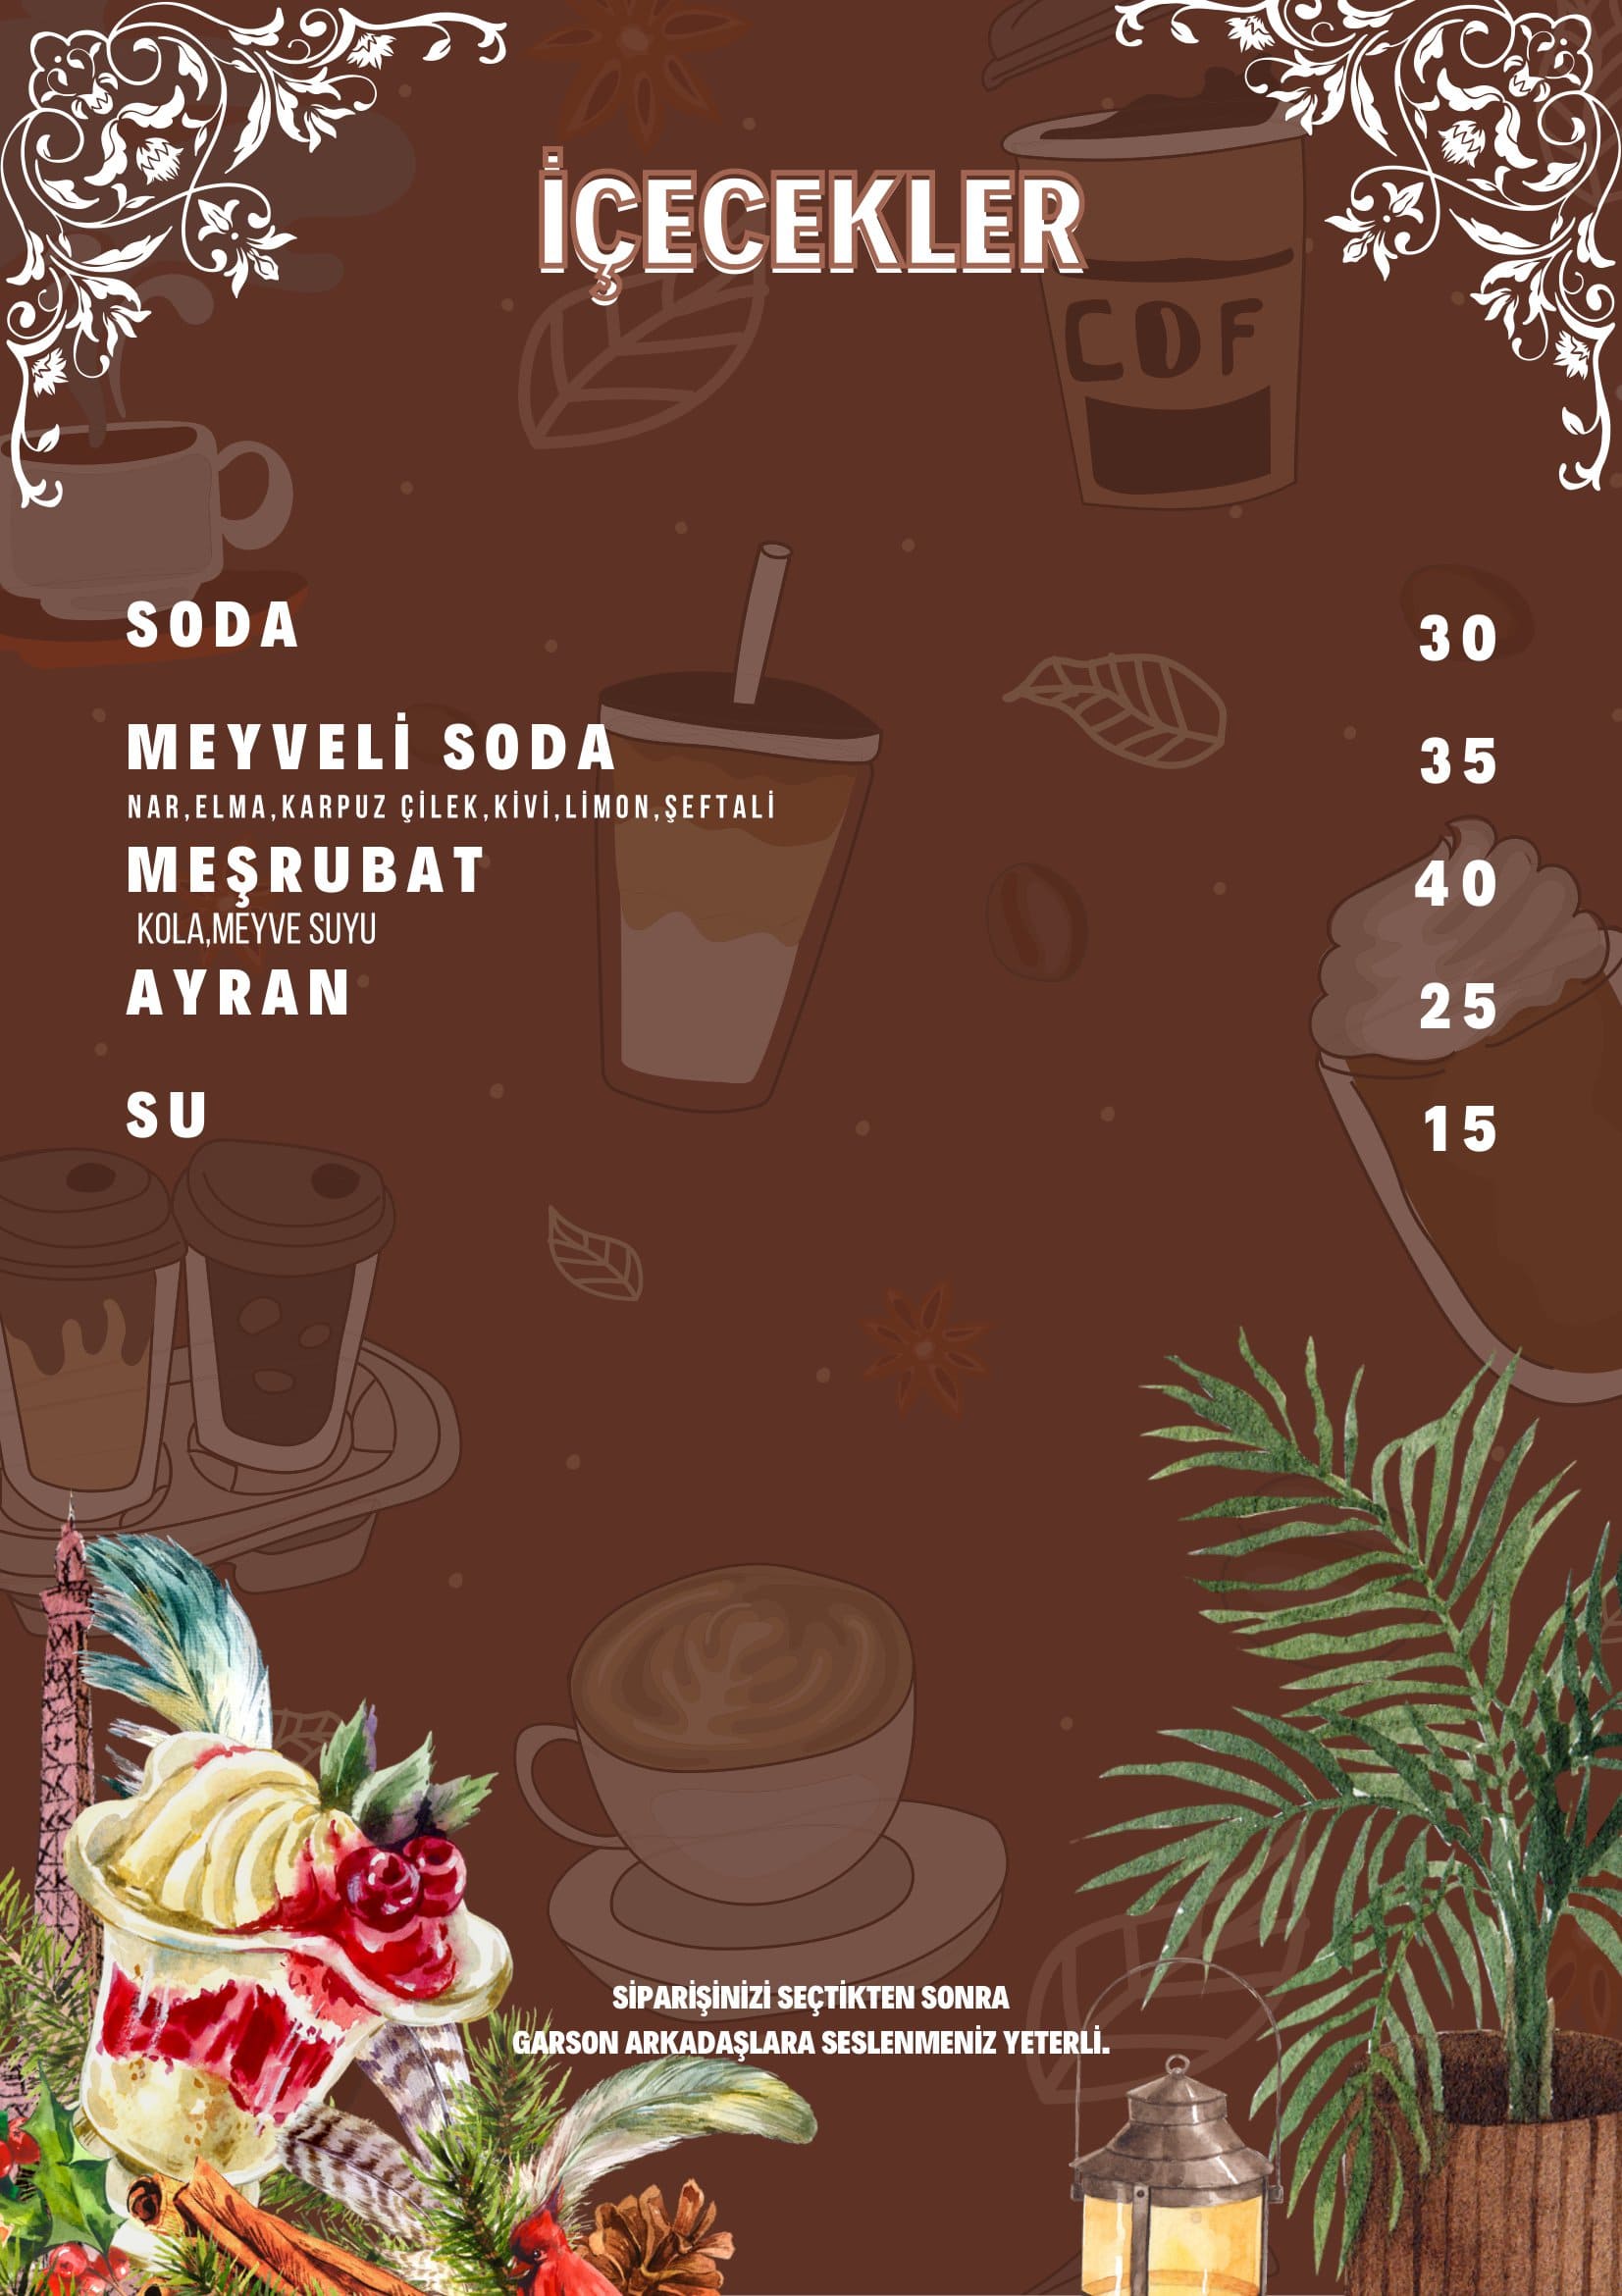 İÇECEKLER
COF
SODA 30
MEYVELİ SODA 35
NAR,ELMA,KARPUZ ÇİLEK,KİVİ,LİMON,ŞEFTALİ
MEŞRUBAT 40
KOLA,MEYVE SUYU
AYRAN 25
SU 15
SİPARİŞİNİZİ SEÇTİKTEN SONRA
GARSON ARKADAŞLARA SESLENMENİZ YETERLİ.